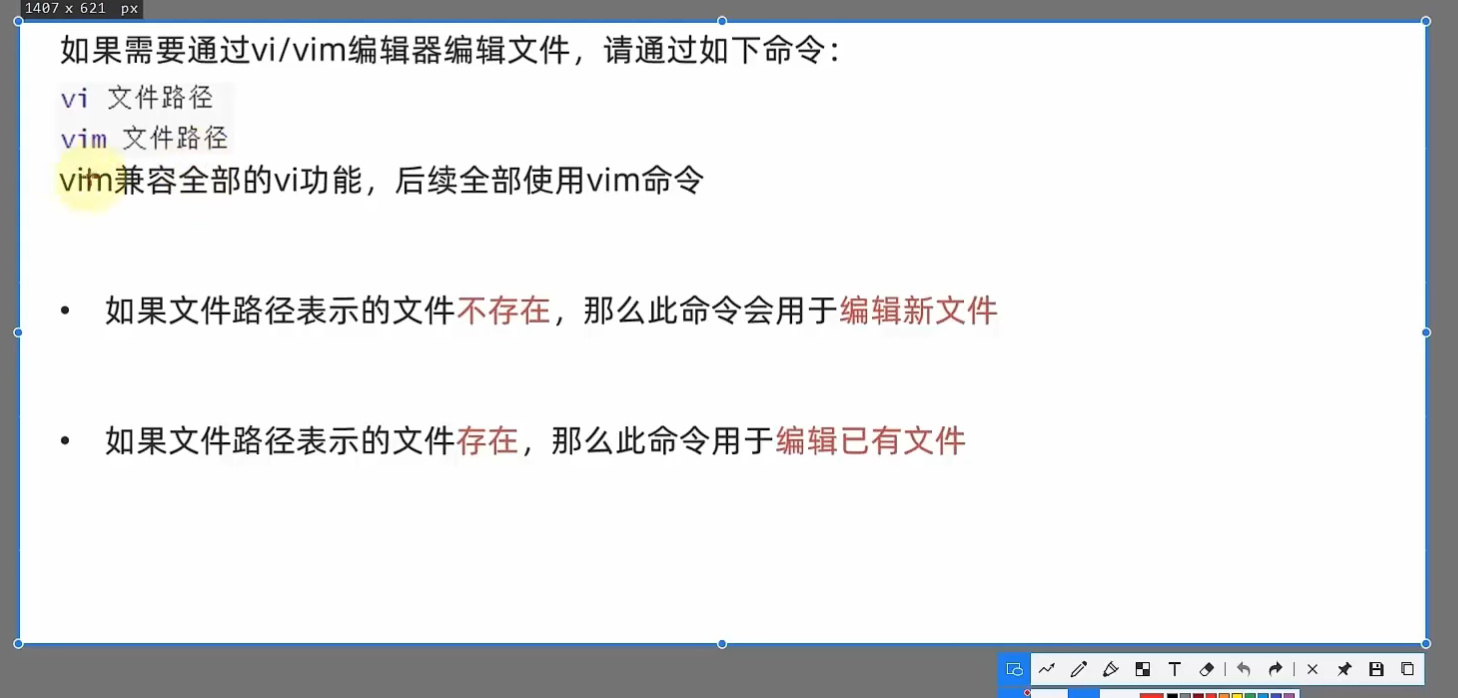 1407 x 621 px
如果需要通过vi/vim编辑器编辑文件，请通过如下命令：
vi 文件路径
vim 文件路径
vim兼容全部的vi功能，后续全部使用vim命令
• 如果文件路径表示的文件不存在，那么此命令会用于编辑新文件
• 如果文件路径表示的文件存在，那么此命令用于编辑已有文件